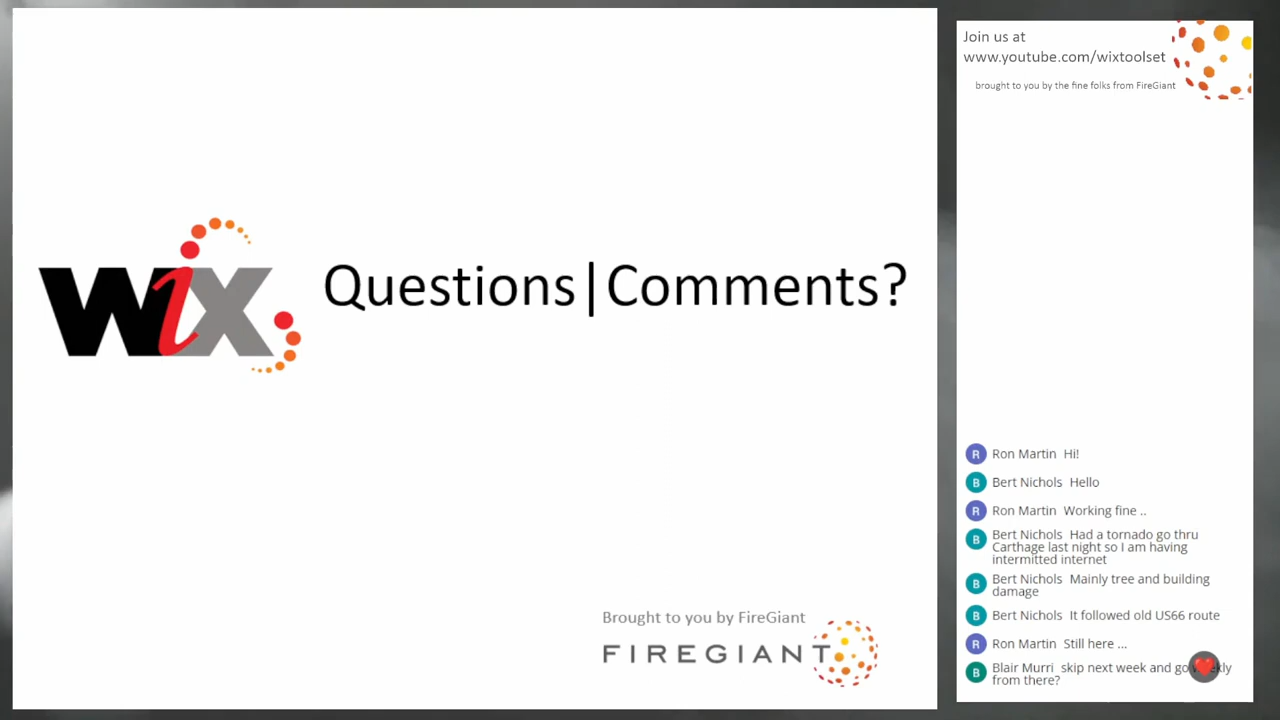 WiX
Questions|Comments?
Brought to you by FireGiant
FIREGIANT
Join us at
www.youtube.com/wixtoolset
brought to you by the fine folks from FireGiant
R Ron Martin Hi!
B Bert Nichols Hello
R Ron Martin Working fine ..
B Bert Nichols Had a tornado go thru
Carthage last night so I am having
intermitted internet
B Bert Nichols Mainly tree and building
damage
B Bert Nichols It followed old US66 route
R Ron Martin Still here ...
B Blair Murri skip next week and go
from there?